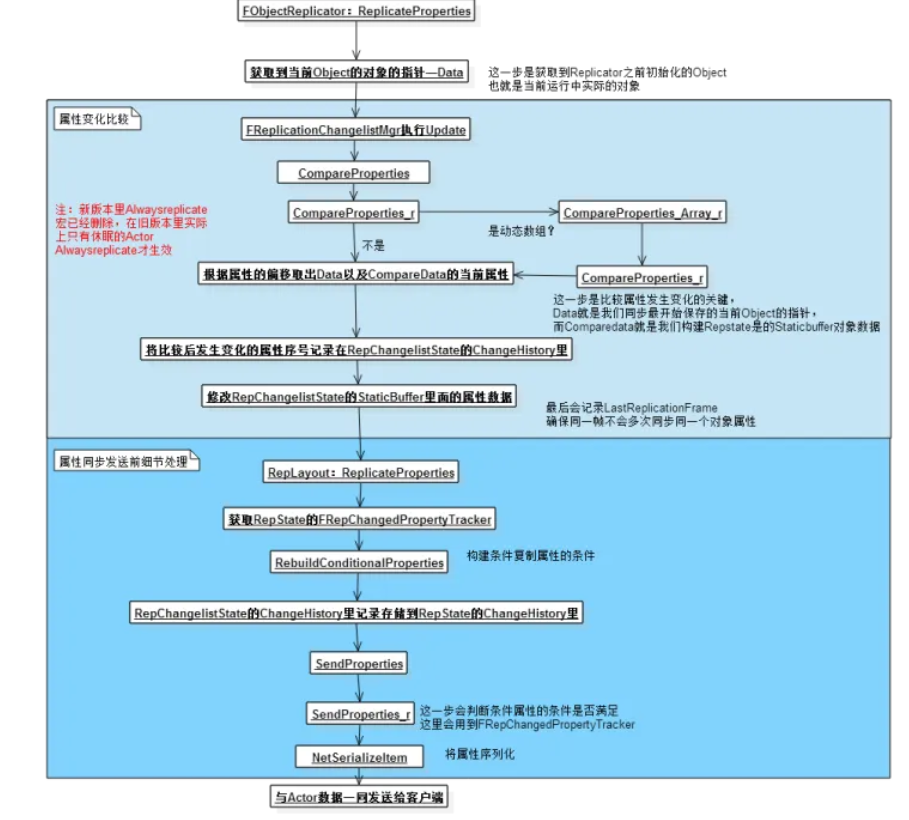 FObjectReplicator：ReplicateProperties
获取到当前Object的对象的指针—Data
这一步是获取到Replicator之前初始化的Object
也就是当前运行中实际的对象
属性变化比较
FReplicationChangelistMgr执行Update
CompareProperties
注：新版本里Alwaysreplicate
宏已经删除，在旧版本里实际
上只有休眠的Actor
Alwaysreplicate才生效
CompareProperties_r
CompareProperties_Array_r
是动态数组？
不是
根据属性的偏移取出Data以及CompareData的当前属性
CompareProperties_r
这一步是比较属性发生变化的关键，
Data就是我们同步最开始保存的当前Object的指针，
而Comparedata就是我们构建Repstate是的Staticbuffer对象数据
将比较后发生变化的属性序号记录在RepChangelistState的ChangeHistory里
修改RepChangelistState的StaticBuffer里面的属性数据
最后会记录LastReplicationFrame
确保同一帧不会多次同步同一个对象属性
属性同步发送前细节处理
RepLayout：ReplicateProperties
获取RepState的FRepChangedPropertyTracker
RebuildConditionalProperties
构建条件复制属性的条件
RepChangelistState的ChangeHistory里记录存储到RepState的ChangeHistory里
SendProperties
SendProperties_r
这一步会判断条件属性的条件是否满足
这里会用到FRepChangedPropertyTracker
NetSerializeItem
将属性序列化
与Actor数据一同发送给客户端